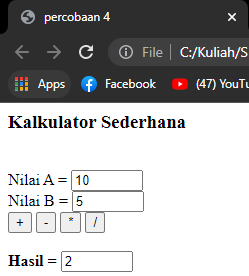 percobaan 4
File C:/Kuliah/S
Apps Facebook (47) YouTu
Kalkulator Sederhana
Nilai A = 10
Nilai B = 5
+ - * /
Hasil = 2